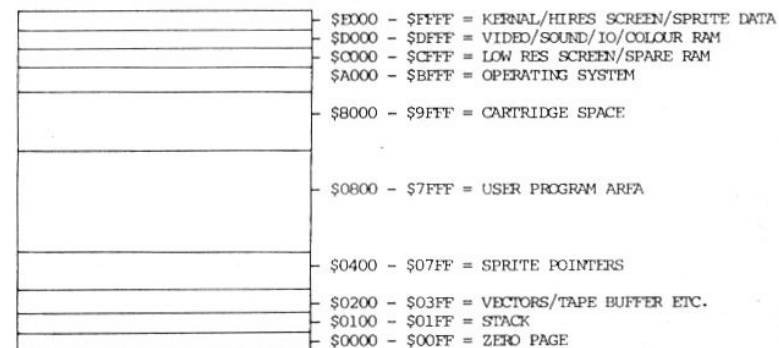 $E000 - $FFFF = KERNAL/HIRES SCREEN/SPRITE DATA
$D000 - $DFFF = VIDEO/SOUND/IO/COLOUR RAM
$C000 - $CFFF = LOW RES SCREEN/SPARE RAM
$A000 - $BFFF = OPERATING SYSTEM
$8000 - $9FFF = CARTRIDGE SPACE
$0800 - $7FFF = USER PROGRAM AREA
$0400 - $07FF = SPRITE POINTERS
$0200 - $03FF = VECTORS/TAPE BUFFER ETC.
$0100 - $01FF = STACK
$0000 - $00FF = ZERO PAGE